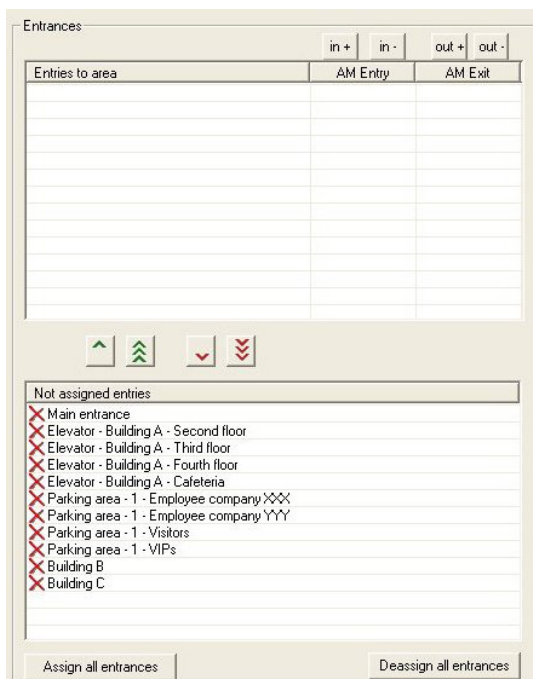 Entrances
in + in - out + out -
Entries to area AM Entry AM Exit
Not assigned entries
Main entrance
Elevator - Building A - Second floor
Elevator - Building A - Third floor
Elevator - Building A - Fourth floor
Elevator - Building A - Cafeteria
Parking area - 1 - Employee company XXX
Parking area - 1 - Employee company YYY
Parking area - 1 - Visitors
Parking area - 1 - VIPs
Building B
Building C
Assign all entrances Deassign all entrances